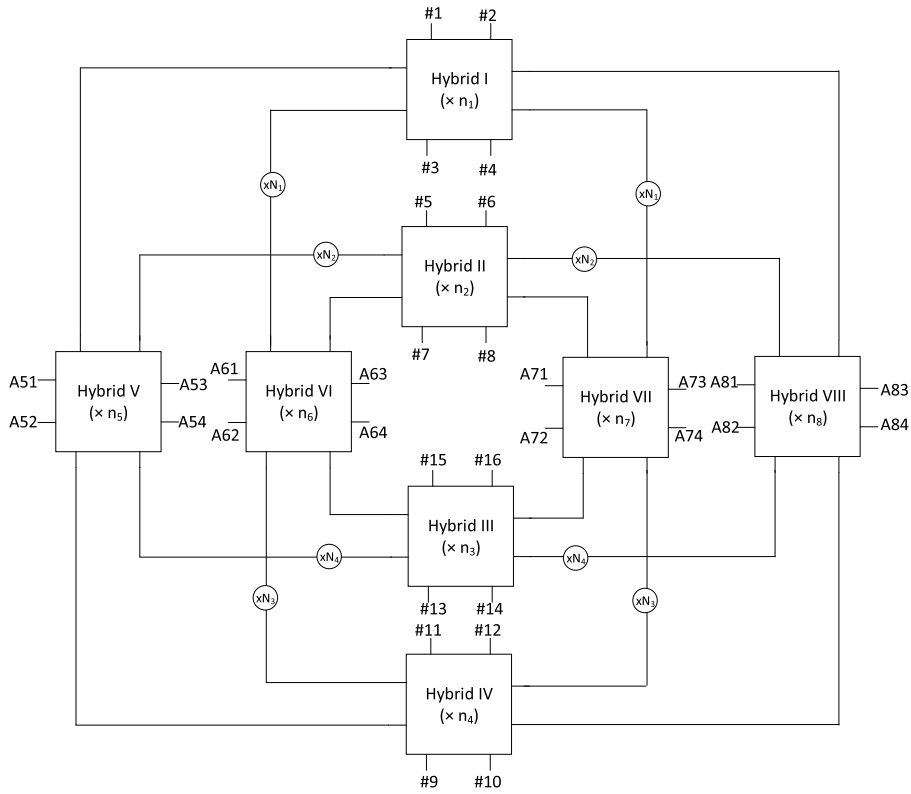 #1 #2
Hybrid I
(× n₁)
#3 #4
xN₁ xN₁
#5 #6
xN₂ Hybrid II xN₂
(× n₂)
#7 #8
A51 Hybrid V A53
(× n₅)
A52 A54
A61 Hybrid VI A63
(× n₆)
A62 A64
A71 Hybrid VII A73
(× n₇)
A72 A74
A81 Hybrid VIII A83
(× n₈)
A82 A84
#15 #16
Hybrid III
(× n₃)
xN₄ xN₄
#13 #14
xN₃ xN₃
#11 #12
Hybrid IV
(× n₄)
#9 #10